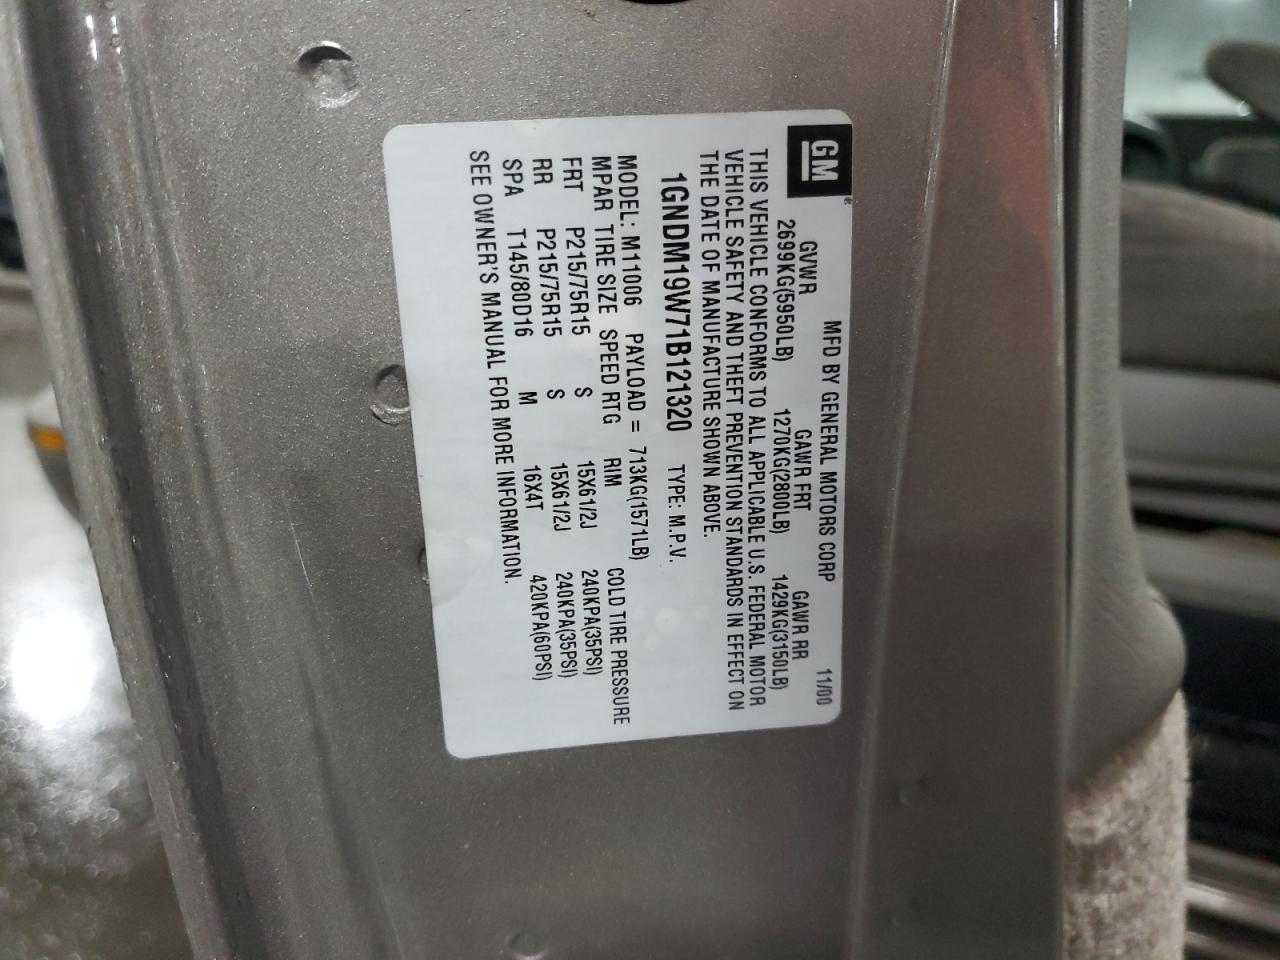 GM
MFD BY GENERAL MOTORS CORP 11/00
GVWR GAWR FRT GAWR RR
2699KG(5950LB) 1270KG(2800LB) 1429KG(3150LB)
THIS VEHICLE CONFORMS TO ALL APPLICABLE U.S. FEDERAL MOTOR
VEHICLE SAFETY AND THEFT PREVENTION STANDARDS IN EFFECT ON
THE DATE OF MANUFACTURE SHOWN ABOVE.
1GNDM19W71B121320 TYPE: M.P.V.
MODEL: M11006 PAYLOAD = 713KG(1571LB)
MPAR TIRE SIZE SPEED RTG RIM COLD TIRE PRESSURE
FRT P215/75R15 S 15X61/2J 240KPA(35PSI)
RR P215/75R15 S 15X61/2J 240KPA(35PSI)
SPA T145/80D16 M 16X4T 420KPA(60PSI)
SEE OWNER'S MANUAL FOR MORE INFORMATION.